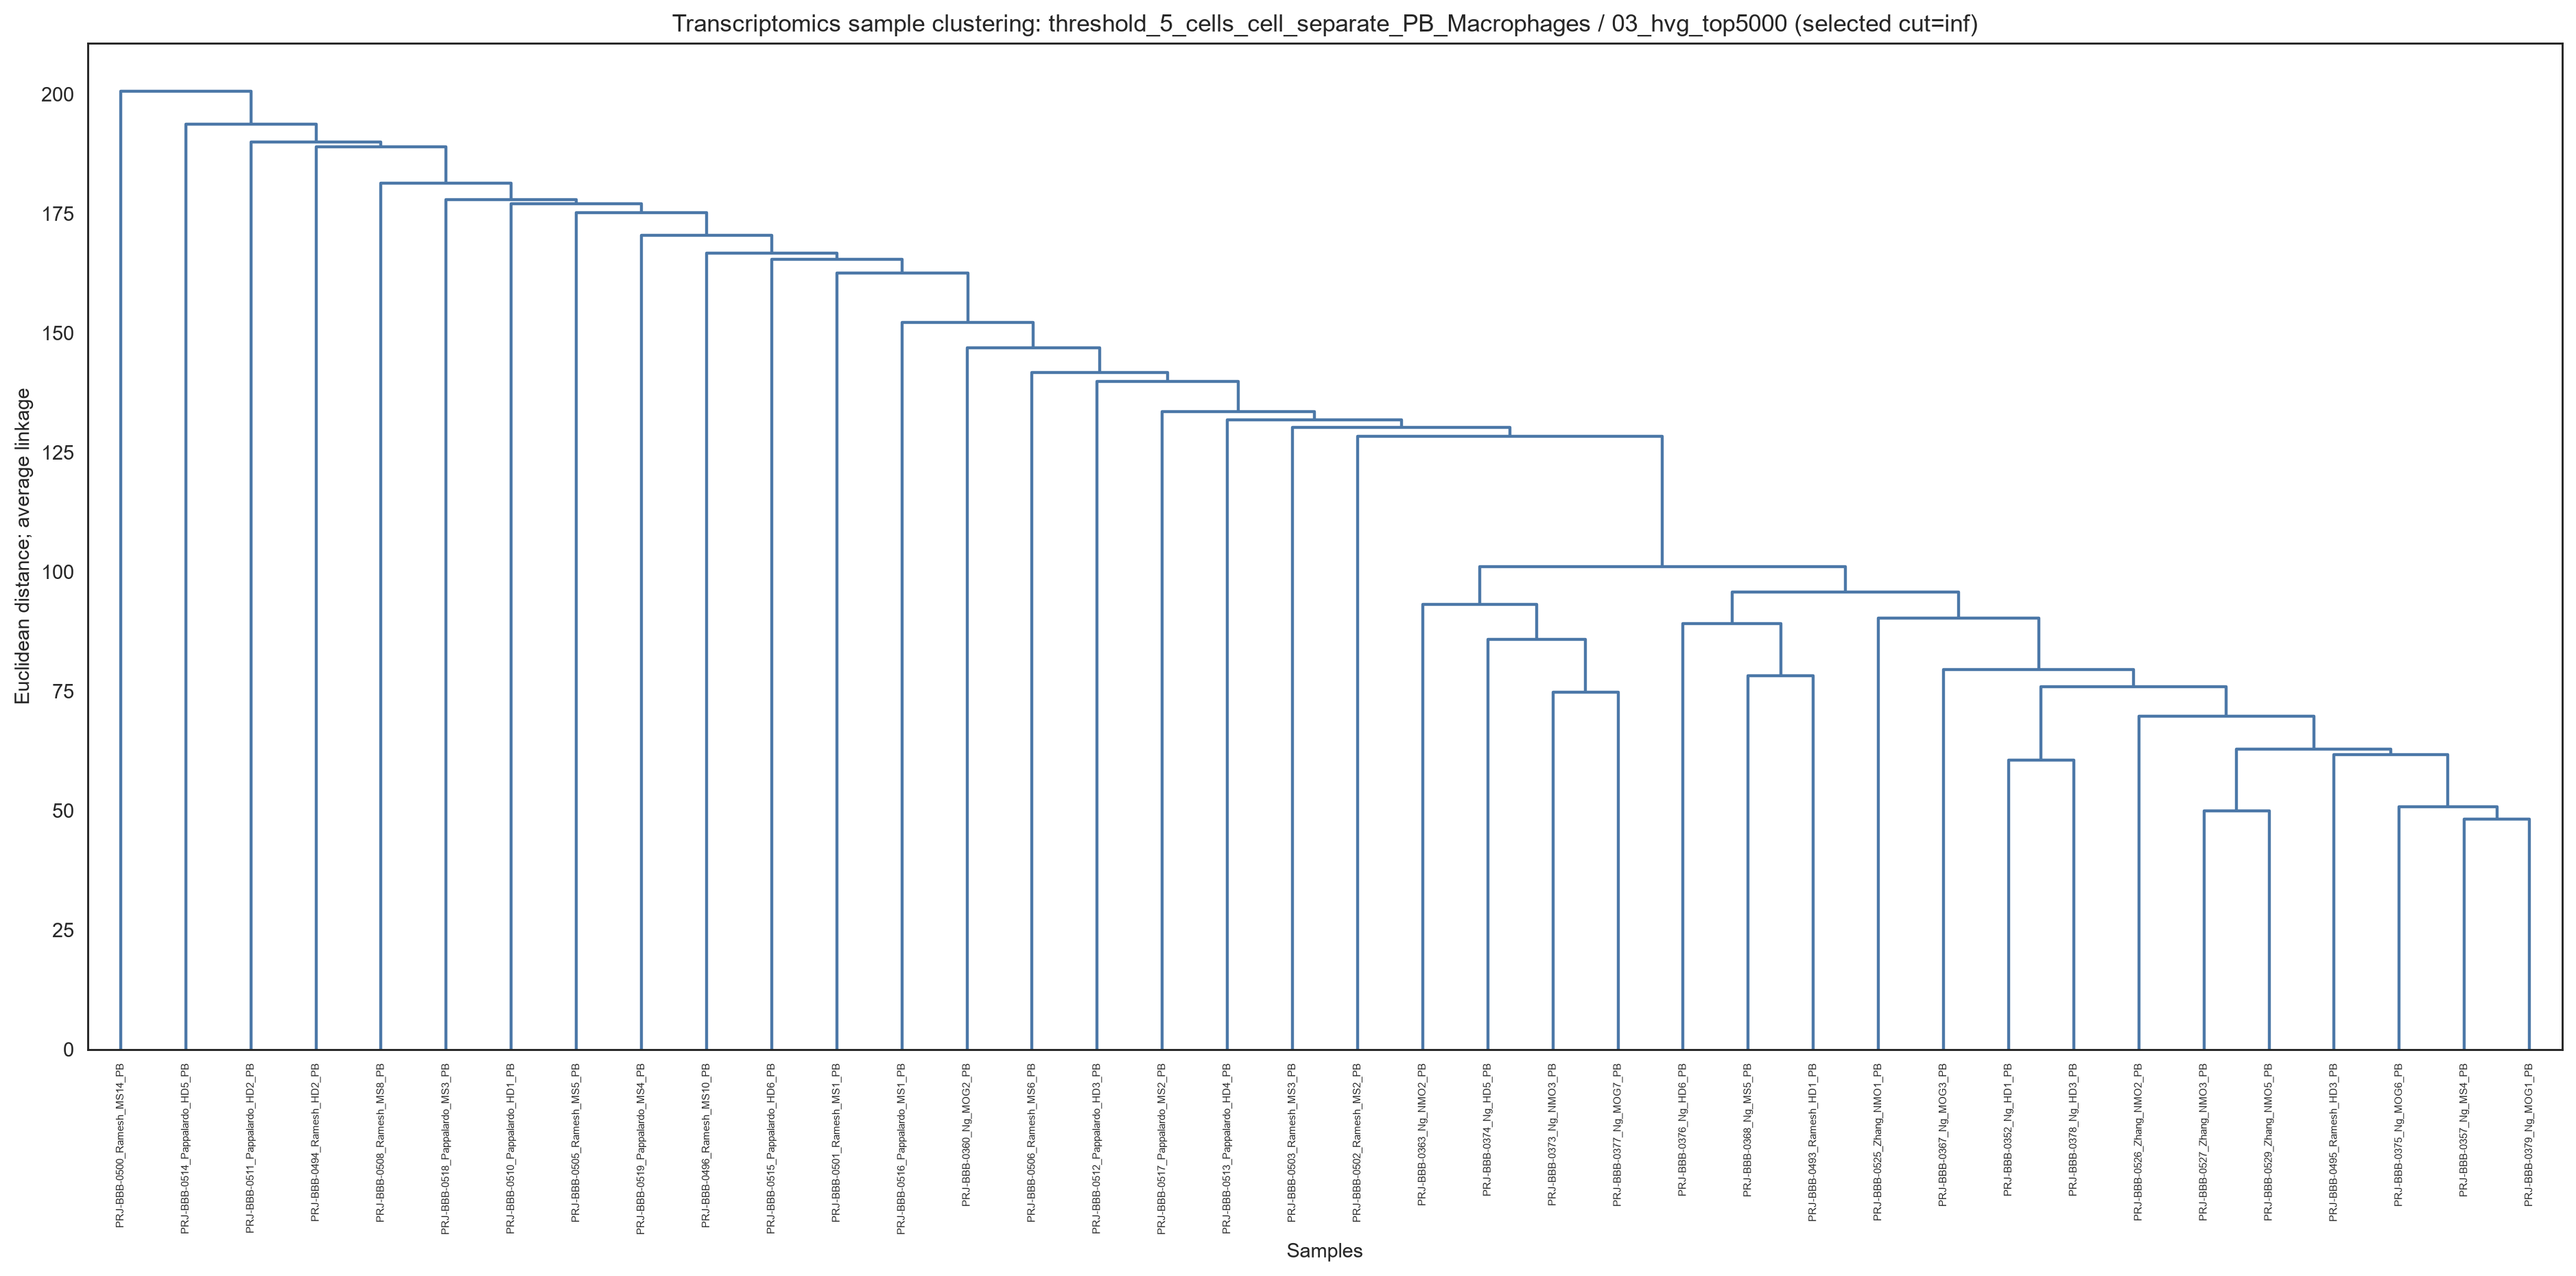 Transcriptomics sample clustering: threshold_5_cells_cell_separate_PB_Macrophages / 03_hvg_top5000 (selected cut=inf)
Euclidean distance; average linkage
200
175
150
125
100
75
50
25
0
PRJ-BBB-0500_Ramesh_MS14_PB
PRJ-BBB-0514_Pappalardo_HD5_PB
PRJ-BBB-0511_Pappalardo_HD2_PB
PRJ-BBB-0494_Ramesh_HD2_PB
PRJ-BBB-0508_Ramesh_MS8_PB
PRJ-BBB-0518_Pappalardo_MS3_PB
PRJ-BBB-0510_Pappalardo_HD1_PB
PRJ-BBB-0505_Ramesh_MS5_PB
PRJ-BBB-0519_Pappalardo_MS4_PB
PRJ-BBB-0496_Ramesh_MS10_PB
PRJ-BBB-0515_Pappalardo_HD6_PB
PRJ-BBB-0501_Ramesh_MS1_PB
PRJ-BBB-0516_Pappalardo_MS1_PB
PRJ-BBB-0360_Ng_MOG2_PB
PRJ-BBB-0506_Ramesh_MS6_PB
PRJ-BBB-0512_Pappalardo_HD3_PB
PRJ-BBB-0517_Pappalardo_MS2_PB
PRJ-BBB-0513_Pappalardo_HD4_PB
PRJ-BBB-0503_Ramesh_MS3_PB
PRJ-BBB-0502_Ramesh_MS2_PB
PRJ-BBB-0363_Ng_NMO2_PB
PRJ-BBB-0374_Ng_HD5_PB
PRJ-BBB-0373_Ng_NMO3_PB
PRJ-BBB-0377_Ng_MOG7_PB
PRJ-BBB-0376_Ng_HD6_PB
PRJ-BBB-0368_Ng_MS5_PB
PRJ-BBB-0493_Ramesh_HD1_PB
PRJ-BBB-0525_Zhang_NMO1_PB
PRJ-BBB-0367_Ng_MOG3_PB
PRJ-BBB-0352_Ng_HD1_PB
PRJ-BBB-0378_Ng_HD3_PB
PRJ-BBB-0526_Zhang_NMO2_PB
PRJ-BBB-0527_Zhang_NMO3_PB
PRJ-BBB-0529_Zhang_NMO5_PB
PRJ-BBB-0495_Ramesh_HD3_PB
PRJ-BBB-0375_Ng_MOG6_PB
PRJ-BBB-0357_Ng_MS4_PB
PRJ-BBB-0379_Ng_MOG1_PB
Samples